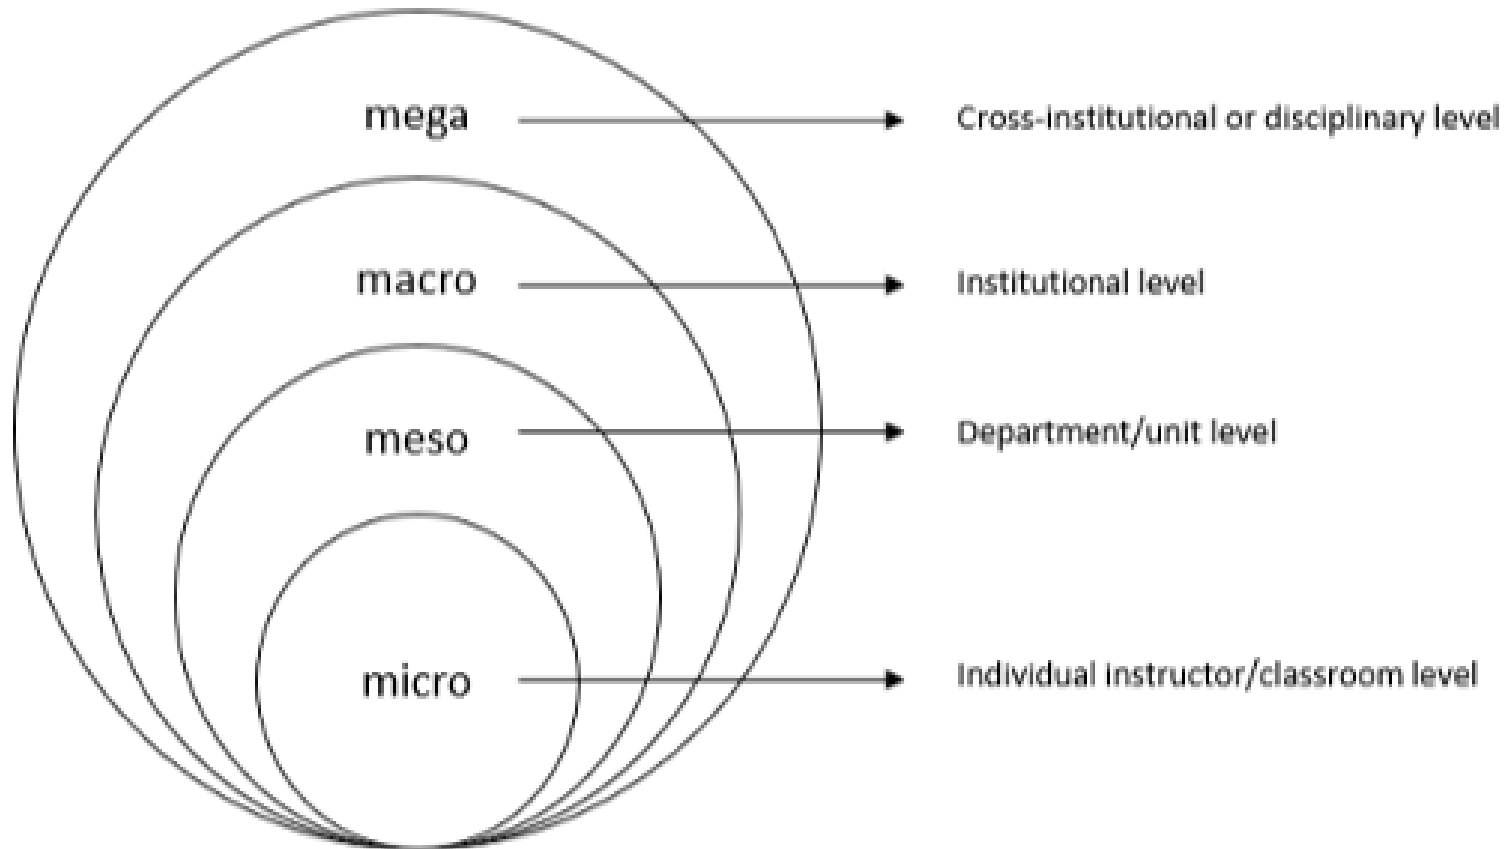 mega
Cross-institutional or disciplinary level
macro
Institutional level
meso
Department/unit level
micro
Individual instructor/classroom level